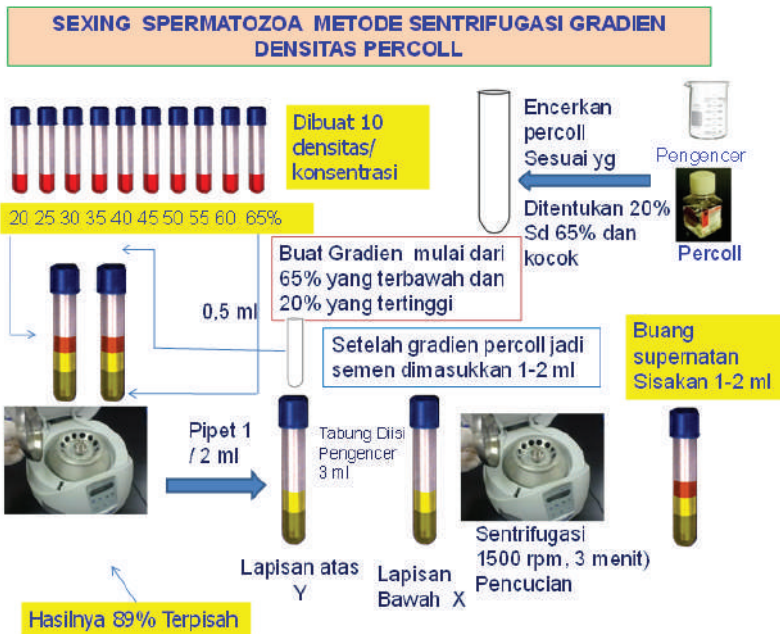 SEXING SPERMATOZOA METODE SENTRIFUGASI GRADIEN
DENSITAS PERCOLL
Dibuat 10
densitas/
konsentrasi
Encerkan
percoll
Sesuai yg
Pengencer
20 25 30 35 40 45 50 55 60 65%
Ditentukan 20%
Sd 65% dan
kocok
Percoll
Buat Gradien mulai dari
65% yang terbawah dan
20% yang tertinggi
0,5 ml
Setelah gradien percoll jadi
semen dimasukkan 1-2 ml
Buang
supernatan
Sisakan 1-2 ml
Pipet 1
/ 2 ml
Tabung Diisi
Pengencer
3 ml
Lapisan atas
Y
Lapisan
Bawah X
Sentrifugasi
1500 rpm, 3 menit)
Pencucian
Hasilnya 89% Terpisah